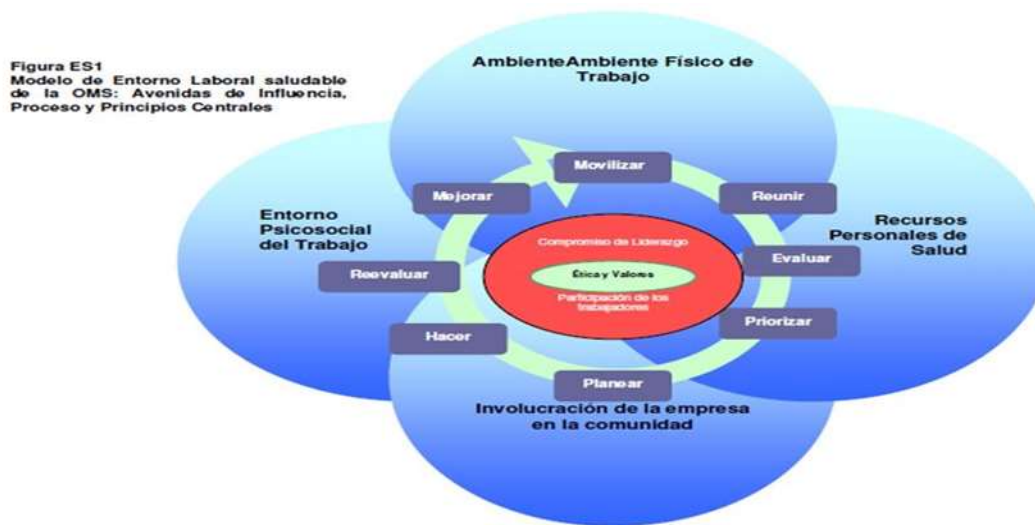 Figura ES1
Modelo de Entorno Laboral saludable
de la OMS: Avenidas de Influencia,
Proceso y Principios Centrales
AmbienteAmbiente Físico de
Trabajo
Movilizar
Mejorar
Reunir
Entorno
Psicosocial
del Trabajo
Recursos
Personales de
Salud
Compromiso de Liderazgo
Evaluar
Reevaluar
Ética y Valores
Participación de los
trabajadores
Priorizar
Hacer
Planear
Involucración de la empresa
en la comunidad